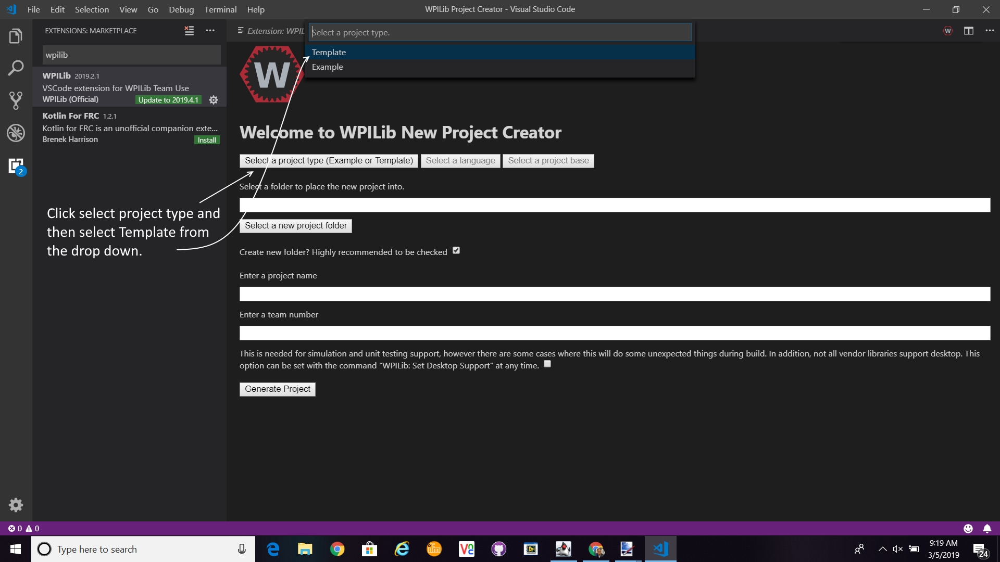 File Edit Selection View Go Debug Terminal Help
WPILib Project Creator - Visual Studio Code
EXTENSIONS: MARKETPLACE
wpilib
WPILib 2019.2.1
VSCode extension for WPILib Team Use
WPILib (Official) Update to 2019.4.1
Kotlin For FRC 1.2.1
Kotlin for FRC is an unofficial companion exte...
Brenek Harrison Install
2
Click select project type and
then select Template from
the drop down.
Extension: WPIL
Select a project type.
Template
Example
W
W
Welcome to WPILib New Project Creator
Select a project type (Example or Template) Select a language Select a project base
Select a folder to place the new project into.
Select a new project folder
Create new folder? Highly recommended to be checked
Enter a project name
Enter a team number
This is needed for simulation and unit testing support, however there are some cases where this will do some unexpected things during build. In addition, not all vendor libraries support desktop. This
option can be set with the command "WPILib: Set Desktop Support" at any time.
Generate Project
0 0
Type here to search
ifm
VNC
9:19 AM
3/5/2019
24